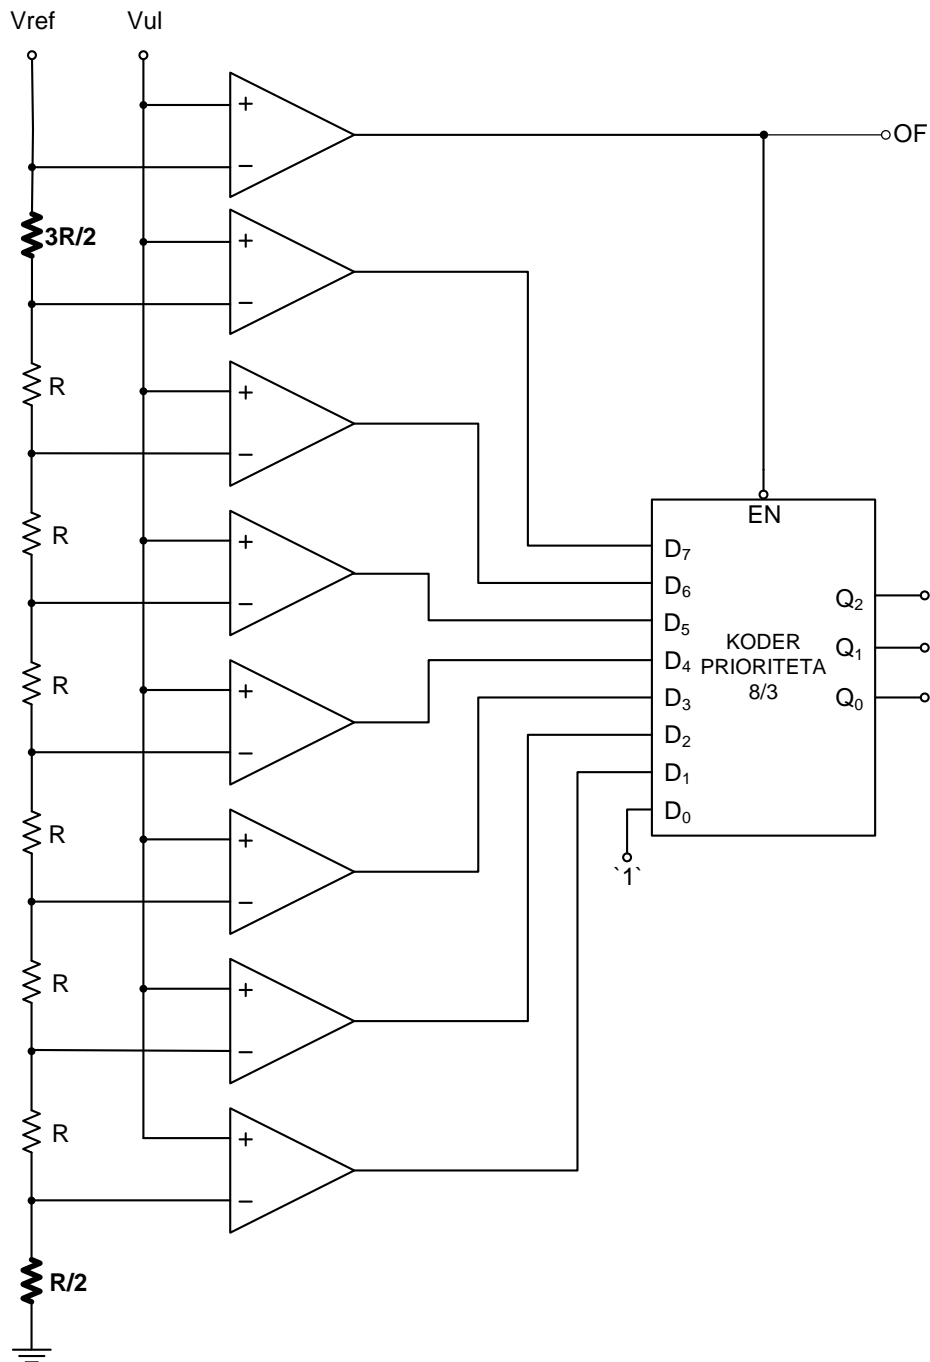 Vref Vul
+
−
OF
3R/2
+
−
R
+
−
R
+
−
EN
D₇
D₆
D₅
D₄
D₃
D₂
D₁
D₀
KODER
PRIORITETA
8/3
Q₂
Q₁
Q₀
`1`
R
+
−
R
+
−
R
+
−
R
+
−
R/2